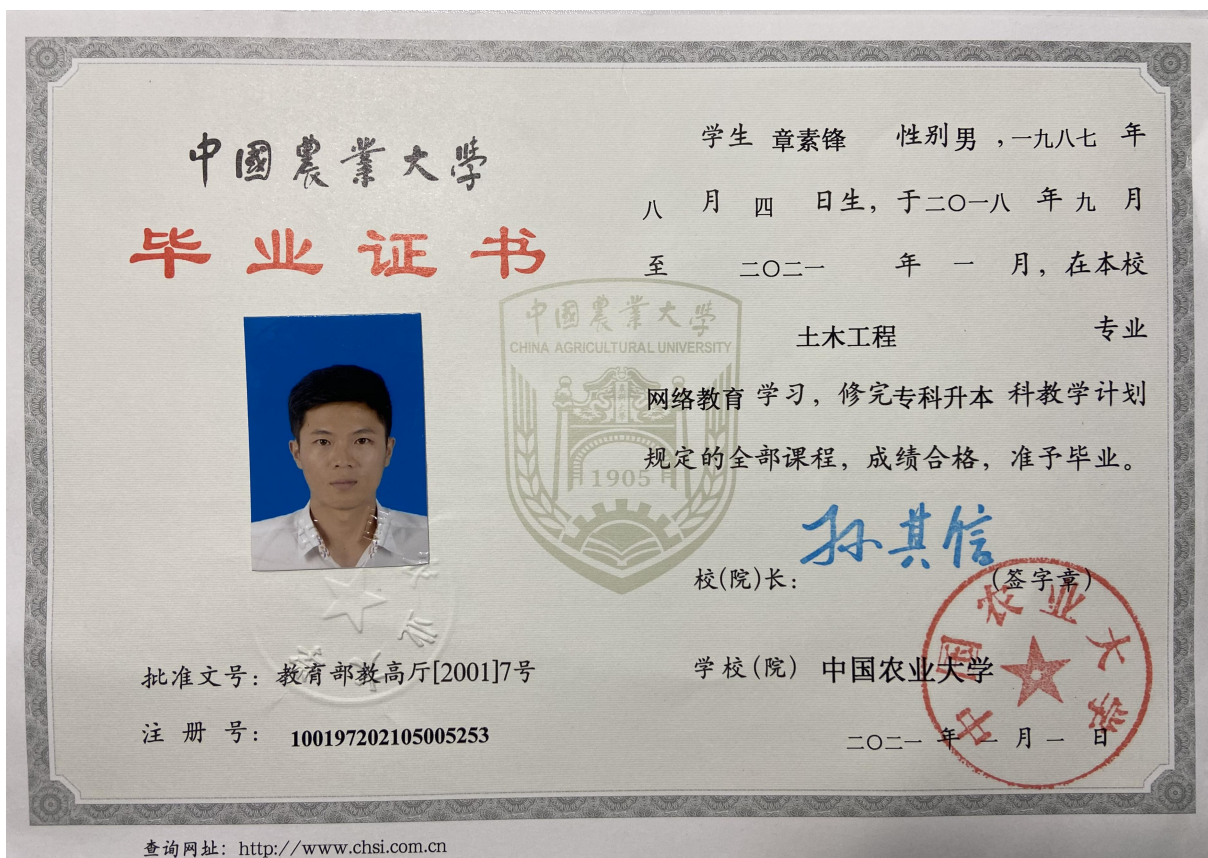 中國農業大學
毕业证书
学生 章素锋 性别 男 ,一九八七 年
八 月 四 日生，于二〇一八 年 九 月
至 二〇二一 年 一 月，在本校
土木工程 专业
网络教育 学习，修完专科升本 科教学计划
规定的全部课程，成绩合格，准予毕业。
中國農業大學
CHINA AGRICULTURAL UNIVERSITY
1905
孙其信
校(院)长：
(签字章)
批准文号：教育部教高厅[2001]7号
注 册 号： 100197202105005253
学校(院) 中国农业大学
中国农业大学
二〇二一 年 一 月 一 日
查询网址：http://www.chsi.com.cn